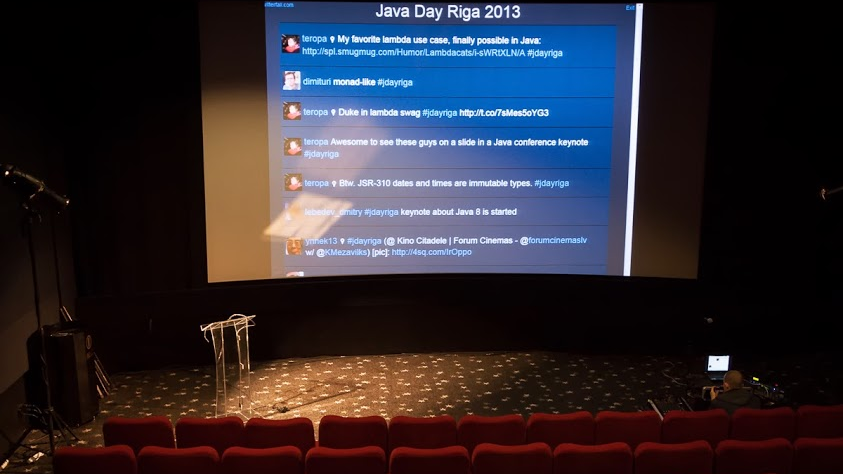 itterfall.com
Java Day Riga 2013
Exit
teropa My favorite lambda use case, finally possible in Java:
http://spl.smugmug.com/Humor/Lambdacats/i-sWRfXLN/A #jdayriga
dimituri monad-like #jdayriga
teropa Duke in lambda swag #jdayriga http://t.co/7sMes5oYG3
teropa Awesome to see these guys on a slide in a Java conference keynote
#jdayriga
teropa Btw. JSR-310 dates and times are immutable types. #jdayriga
lebedev_dmitry #jdayriga keynote about Java 8 is started
#jdayriga (@ Kino Citadele | Forum Cinemas - @forumcinemaslv
w/ @KMezavilks) [pic]: http://4sq.com/IrOppo